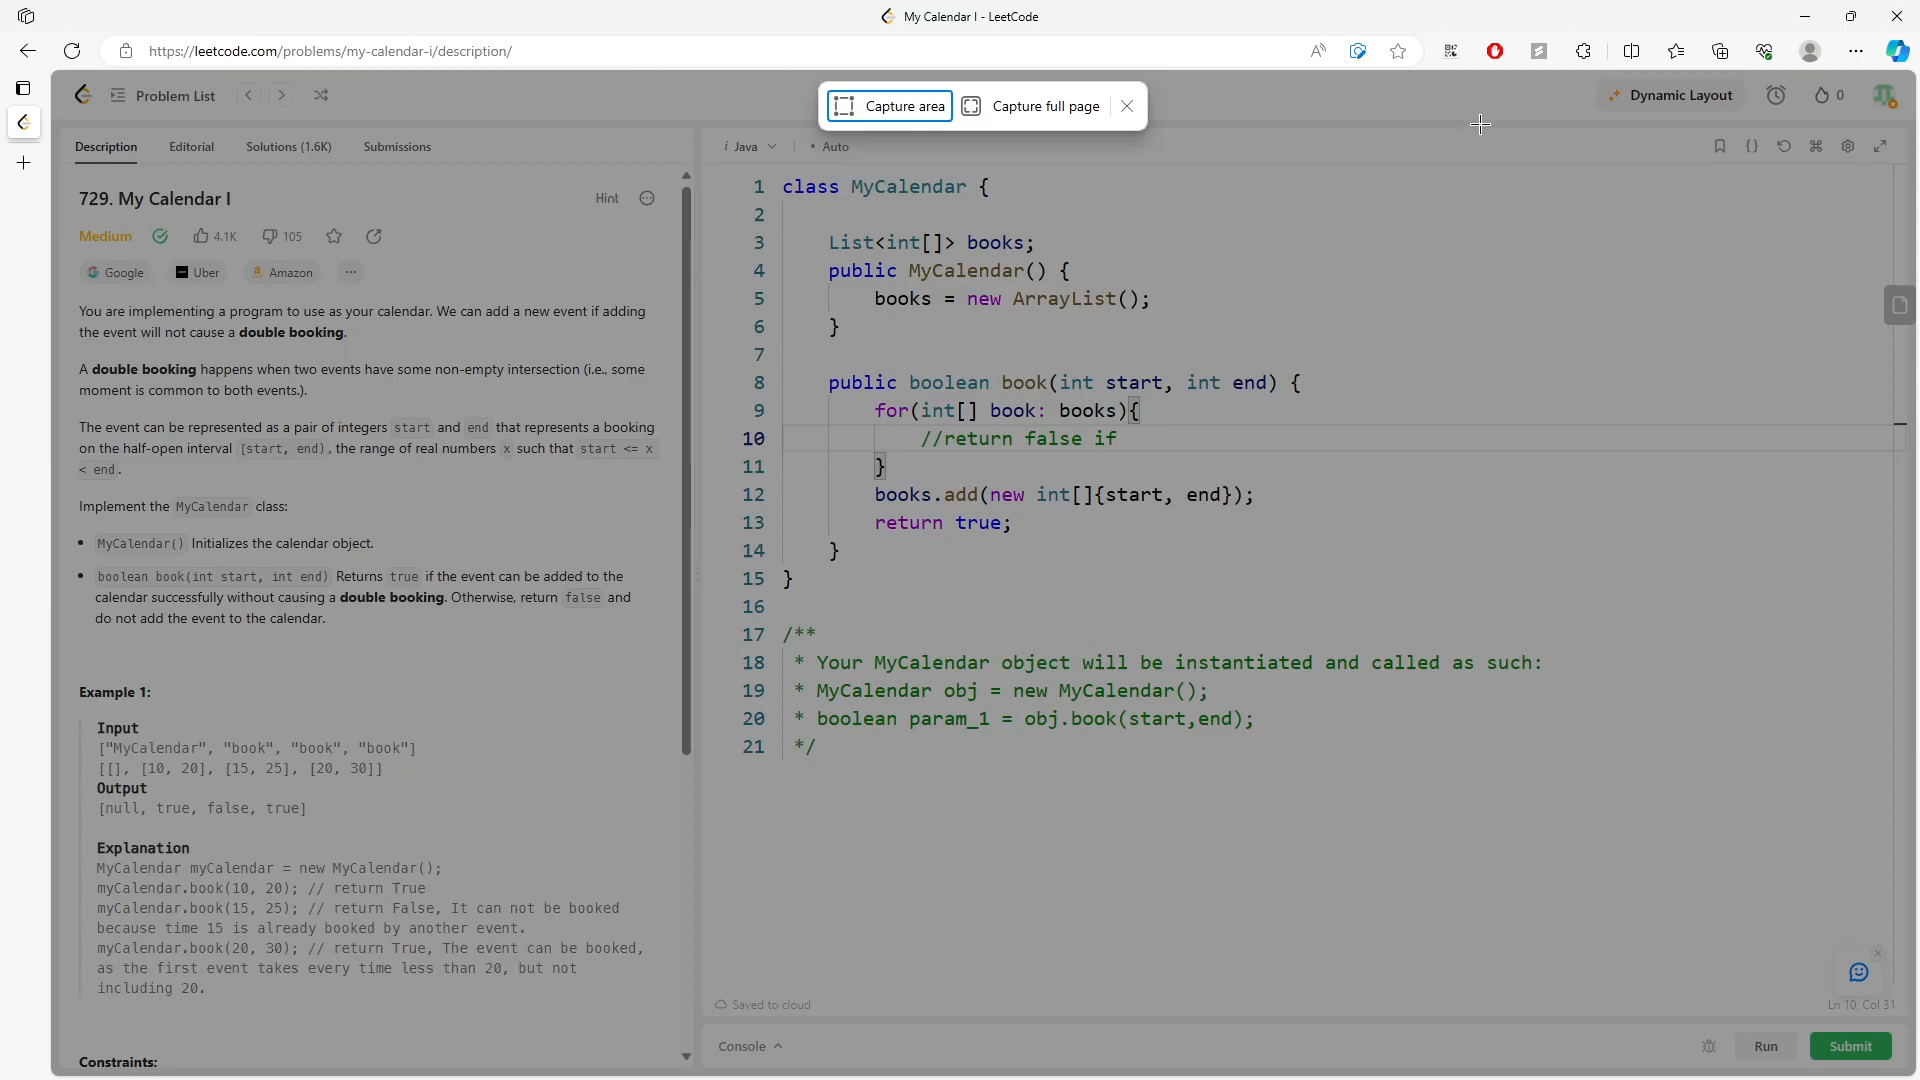 My Calendar I - LeetCode
https://leetcode.com/problems/my-calendar-i/description/
Problem List
Capture area
Capture full page
Dynamic Layout
0
Description Editorial Solutions (1.6K) Submissions
729. My Calendar I
Hint
Medium 4.1K 105
Google Uber Amazon ...
You are implementing a program to use as your calendar. We can add a new event if adding
the event will not cause a double booking.
A double booking happens when two events have some non-empty intersection (i.e., some
moment is common to both events.).
The event can be represented as a pair of integers start and end that represents a booking
on the half-open interval [start, end), the range of real numbers x such that start <= x
< end.
Implement the MyCalendar class:
• MyCalendar() Initializes the calendar object.
• boolean book(int start, int end) Returns true if the event can be added to the
calendar successfully without causing a double booking. Otherwise, return false and
do not add the event to the calendar.
Example 1:
Input
["MyCalendar", "book", "book", "book"]
[[], [10, 20], [15, 25], [20, 30]]
Output
[null, true, false, true]
Explanation
MyCalendar myCalendar = new MyCalendar();
myCalendar.book(10, 20); // return True
myCalendar.book(15, 25); // return False, It can not be booked
because time 15 is already booked by another event.
myCalendar.book(20, 30); // return True, The event can be booked,
as the first event takes every time less than 20, but not
including 20.
Constraints:
i Java • Auto
1 class MyCalendar {
2
3 List<int[]> books;
4 public MyCalendar() {
5 books = new ArrayList();
6 }
7
8 public boolean book(int start, int end) {
9 for(int[] book: books){
10 //return false if
11 }
12 books.add(new int[]{start, end});
13 return true;
14 }
15 }
16
17 /**
18 * Your MyCalendar object will be instantiated and called as such:
19 * MyCalendar obj = new MyCalendar();
20 * boolean param_1 = obj.book(start,end);
21 */
Saved to cloud
Ln 10, Col 31
Console
Run
Submit